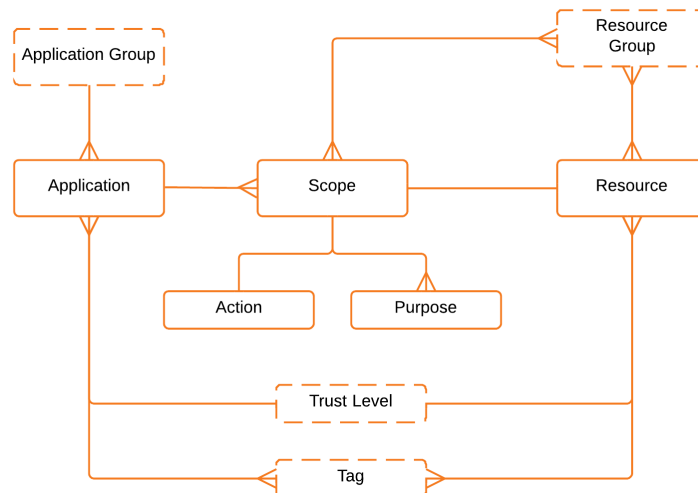 Application Group
Resource
Group
Application
Scope
Resource
Action
Purpose
Trust Level
Tag